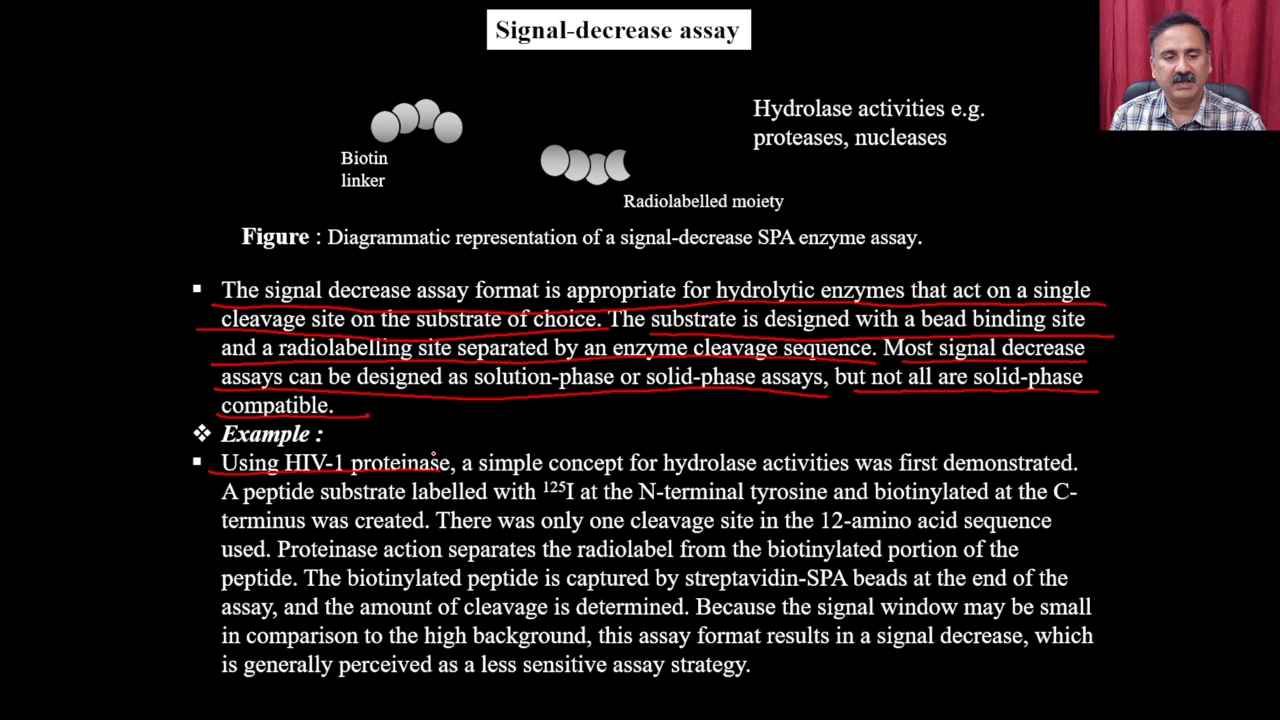 Signal-decrease assay
Hydrolase activities e.g.
proteases, nucleases
Biotin
linker
Radiolabelled moiety
Figure : Diagrammatic representation of a signal-decrease SPA enzyme assay.
▪ The signal decrease assay format is appropriate for hydrolytic enzymes that act on a single
cleavage site on the substrate of choice. The substrate is designed with a bead binding site
and a radiolabelling site separated by an enzyme cleavage sequence. Most signal decrease
assays can be designed as solution-phase or solid-phase assays, but not all are solid-phase
compatible.
❖ Example :
▪ Using HIV-1 proteinase, a simple concept for hydrolase activities was first demonstrated.
A peptide substrate labelled with ¹²⁵I at the N-terminal tyrosine and biotinylated at the C-
terminus was created. There was only one cleavage site in the 12-amino acid sequence
used. Proteinase action separates the radiolabel from the biotinylated portion of the
peptide. The biotinylated peptide is captured by streptavidin-SPA beads at the end of the
assay, and the amount of cleavage is determined. Because the signal window may be small
in comparison to the high background, this assay format results in a signal decrease, which
is generally perceived as a less sensitive assay strategy.